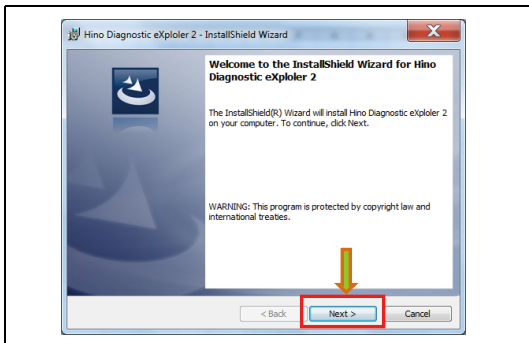 Hino Diagnostic eXploler 2 - InstallShield Wizard
Welcome to the InstallShield Wizard for Hino
Diagnostic eXploler 2
The InstallShield(R) Wizard will install Hino Diagnostic eXploler 2
on your computer. To continue, click Next.
WARNING: This program is protected by copyright law and
international treaties.
< Back
Next >
Cancel